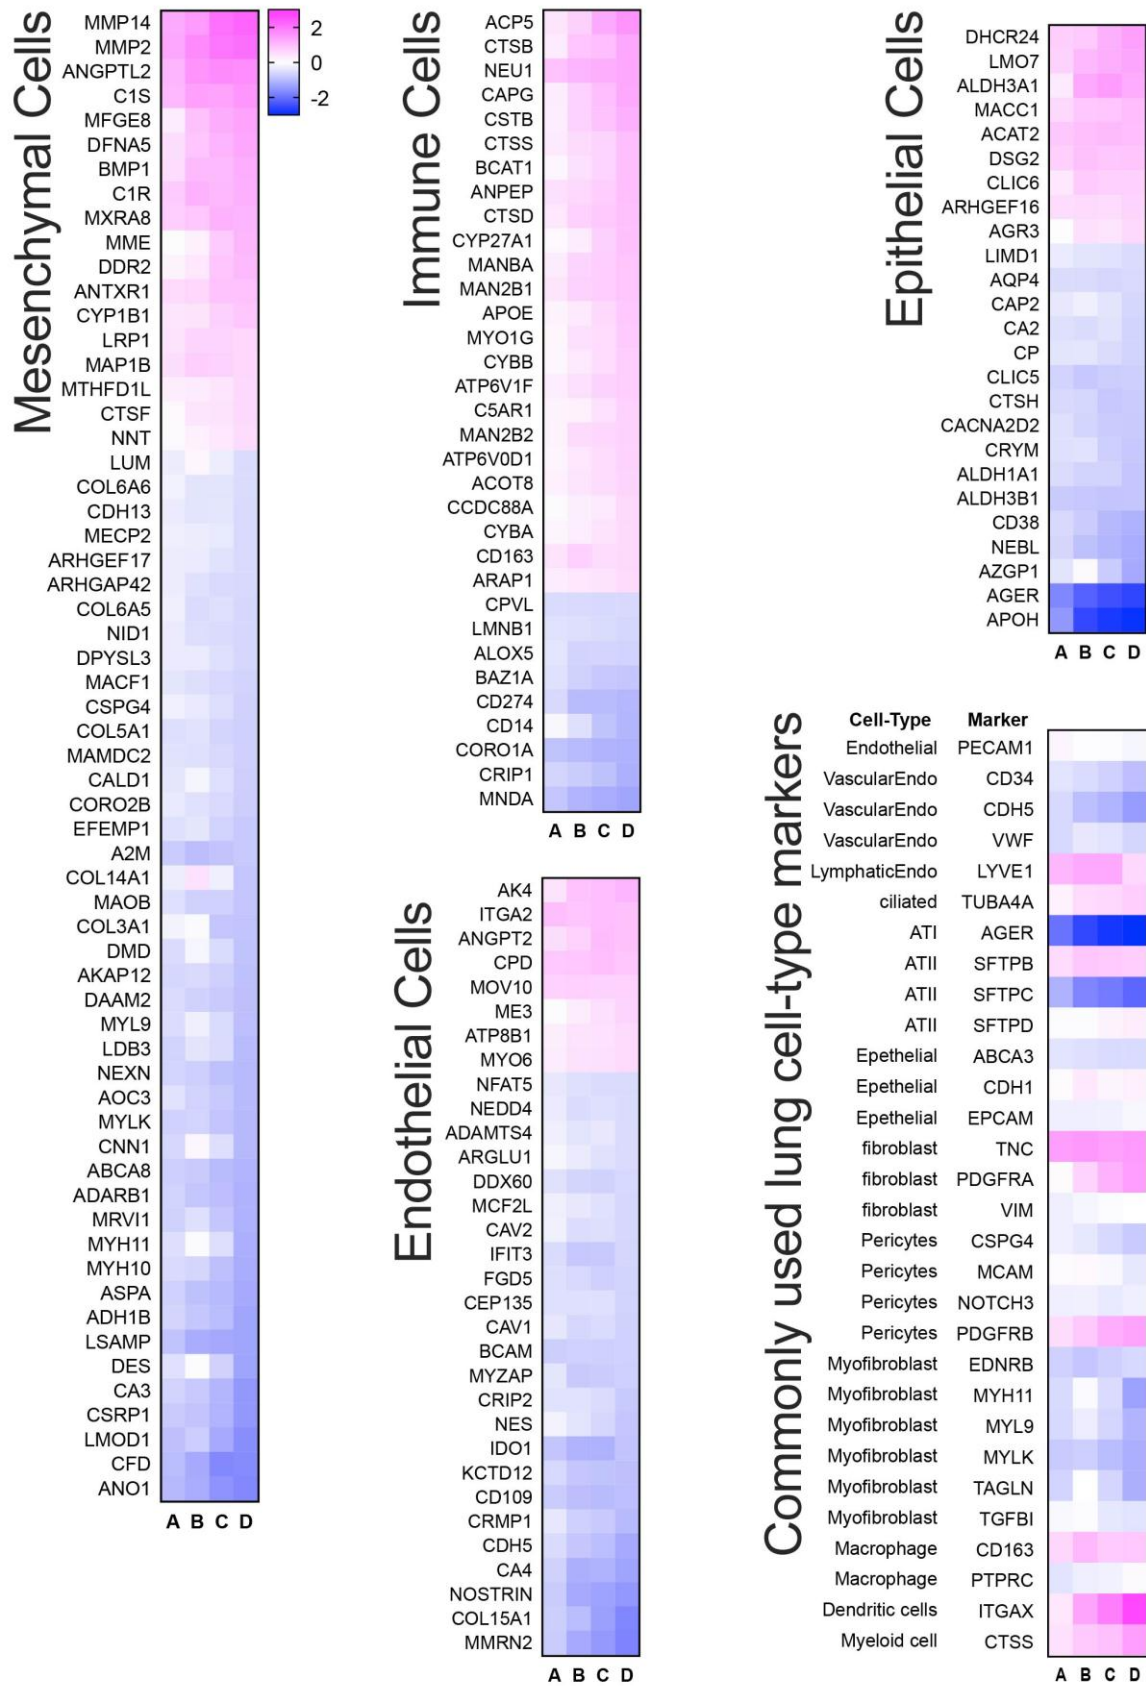 Mesenchymal Cells
MMP14
MMP2
ANGPTL2
C1S
MFGE8
DFNA5
BMP1
C1R
MXRA8
MME
DDR2
ANTXR1
CYP1B1
LRP1
MAP1B
MTHFD1L
CTSF
NNT
LUM
COL6A6
CDH13
MECP2
ARHGEF17
ARHGAP42
COL6A5
NID1
DPYSL3
MACF1
CSPG4
COL5A1
MAMDC2
CALD1
CORO2B
EFEMP1
A2M
COL14A1
MAOB
COL3A1
DMD
AKAP12
DAAM2
MYL9
LDB3
NEXN
AOC3
MYLK
CNN1
ABCA8
ADARB1
MRVI1
MYH11
MYH10
ASPA
ADH1B
LSAMP
DES
CA3
CSRP1
LMOD1
CFD
ANO1
A B C D
2
0
-2
Immune Cells
ACP5
CTSB
NEU1
CAPG
CSTB
CTSS
BCAT1
ANPEP
CTSD
CYP27A1
MANBA
MAN2B1
APOE
MYO1G
CYBB
ATP6V1F
C5AR1
MAN2B2
ATP6V0D1
ACOT8
CCDC88A
CYBA
CD163
ARAP1
CPVL
LMNB1
ALOX5
BAZ1A
CD274
CD14
CORO1A
CRIP1
MNDA
A B C D
Endothelial Cells
AK4
ITGA2
ANGPT2
CPD
MOV10
ME3
ATP8B1
MYO6
NFAT5
NEDD4
ADAMTS4
ARGLU1
DDX60
MCF2L
CAV2
IFIT3
FGD5
CEP135
CAV1
BCAM
MYZAP
CRIP2
NES
IDO1
KCTD12
CD109
CRMP1
CDH5
CA4
NOSTRIN
COL15A1
MMRN2
A B C D
Epithelial Cells
DHCR24
LMO7
ALDH3A1
MACC1
ACAT2
DSG2
CLIC6
ARHGEF16
AGR3
LIMD1
AQP4
CAP2
CA2
CP
CLIC5
CTSH
CACNA2D2
CRYM
ALDH1A1
ALDH3B1
CD38
NEBL
AZGP1
AGER
APOH
A B C D
Commonly used lung cell-type markers
Cell-Type Marker
Endothelial PECAM1
VascularEndo CD34
VascularEndo CDH5
VascularEndo VWF
LymphaticEndo LYVE1
ciliated TUBA4A
ATI AGER
ATII SFTPB
ATII SFTPC
ATII SFTPD
Epethelial ABCA3
Epethelial CDH1
Epethelial EPCAM
fibroblast TNC
fibroblast PDGFRA
fibroblast VIM
Pericytes CSPG4
Pericytes MCAM
Pericytes NOTCH3
Pericytes PDGFRB
Myofibroblast EDNRB
Myofibroblast MYH11
Myofibroblast MYL9
Myofibroblast MYLK
Myofibroblast TAGLN
Myofibroblast TGFBI
Macrophage CD163
Macrophage PTPRC
Dendritic cells ITGAX
Myeloid cell CTSS
A B C D